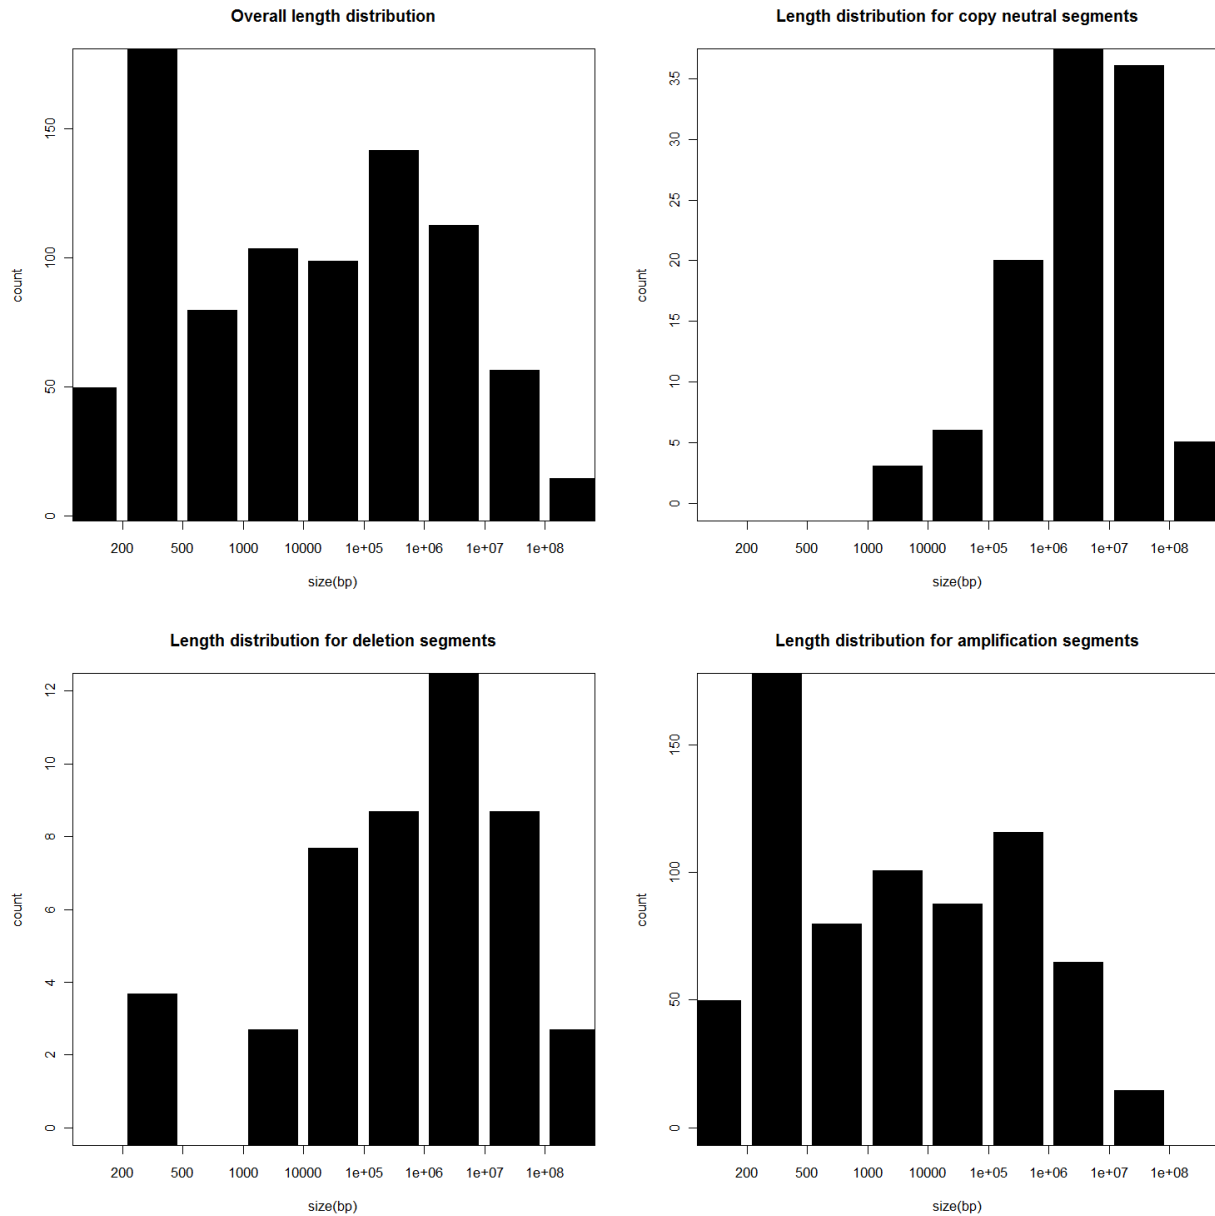 Overall length distribution
count
150
100
50
0
200 500 1000 10000 1e+05 1e+06 1e+07 1e+08
size(bp)
Length distribution for copy neutral segments
count
35
30
25
20
15
10
5
0
200 500 1000 10000 1e+05 1e+06 1e+07 1e+08
size(bp)
Length distribution for deletion segments
count
12
10
8
6
4
2
0
200 500 1000 10000 1e+05 1e+06 1e+07 1e+08
size(bp)
Length distribution for amplification segments
count
150
100
50
0
200 500 1000 10000 1e+05 1e+06 1e+07 1e+08
size(bp)